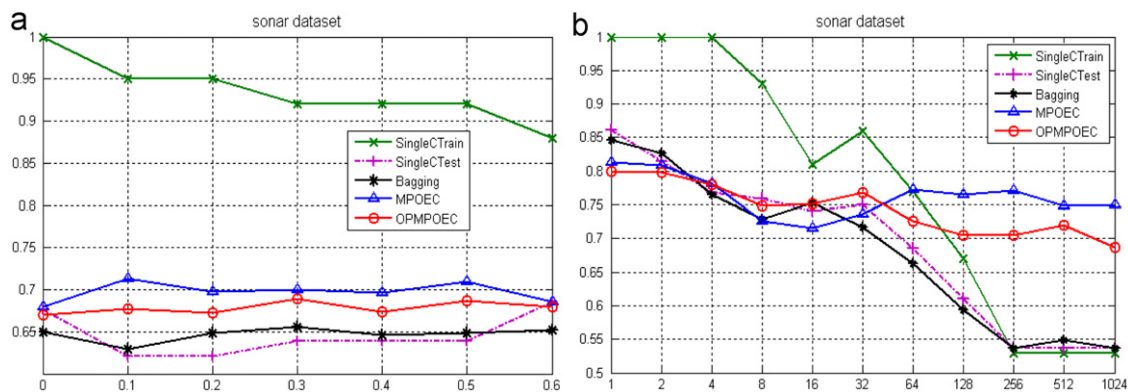 a
sonar dataset
1
0.95
0.9
0.85
0.8
0.75
0.7
0.65
0
0.1
0.2
0.3
0.4
0.5
0.6
SingleCTrain
SingleCTest
Bagging
MPOEC
OPMPOEC
b
sonar dataset
1
0.95
0.9
0.85
0.8
0.75
0.7
0.65
0.6
0.55
0.5
1
2
4
8
16
32
64
128
256
512
1024
SingleCTrain
SingleCTest
Bagging
MPOEC
OPMPOEC